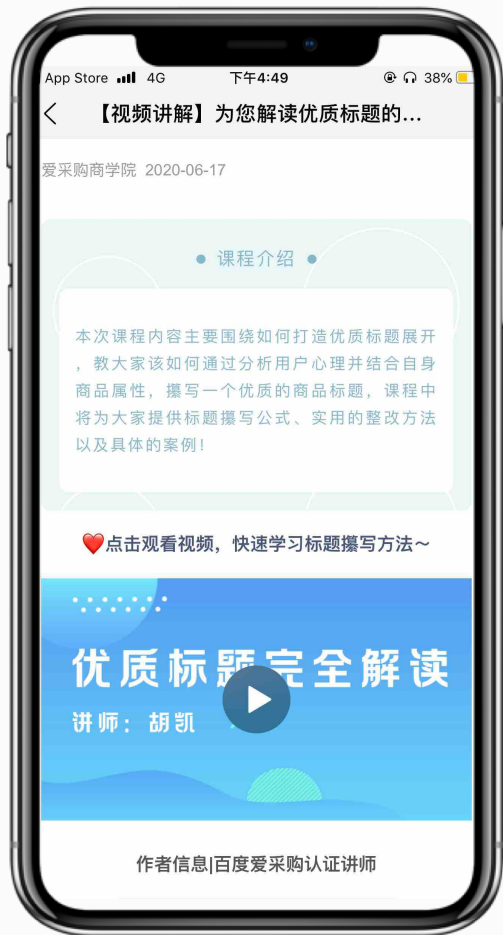 App Store 4G 下午4:49 38%
【视频讲解】为您解读优质标题的...
爱采购商学院 2020-06-17
课程介绍
本次课程内容主要围绕如何打造优质标题展开
，教大家该如何通过分析用户心理并结合自身
商品属性，攥写一个优质的商品标题，课程中
将为大家提供标题攥写公式、实用的整改方法
以及具体的案例！
点击观看视频，快速学习标题攥写方法～
优质标题完全解读
讲师：胡凯
作者信息|百度爱采购认证讲师